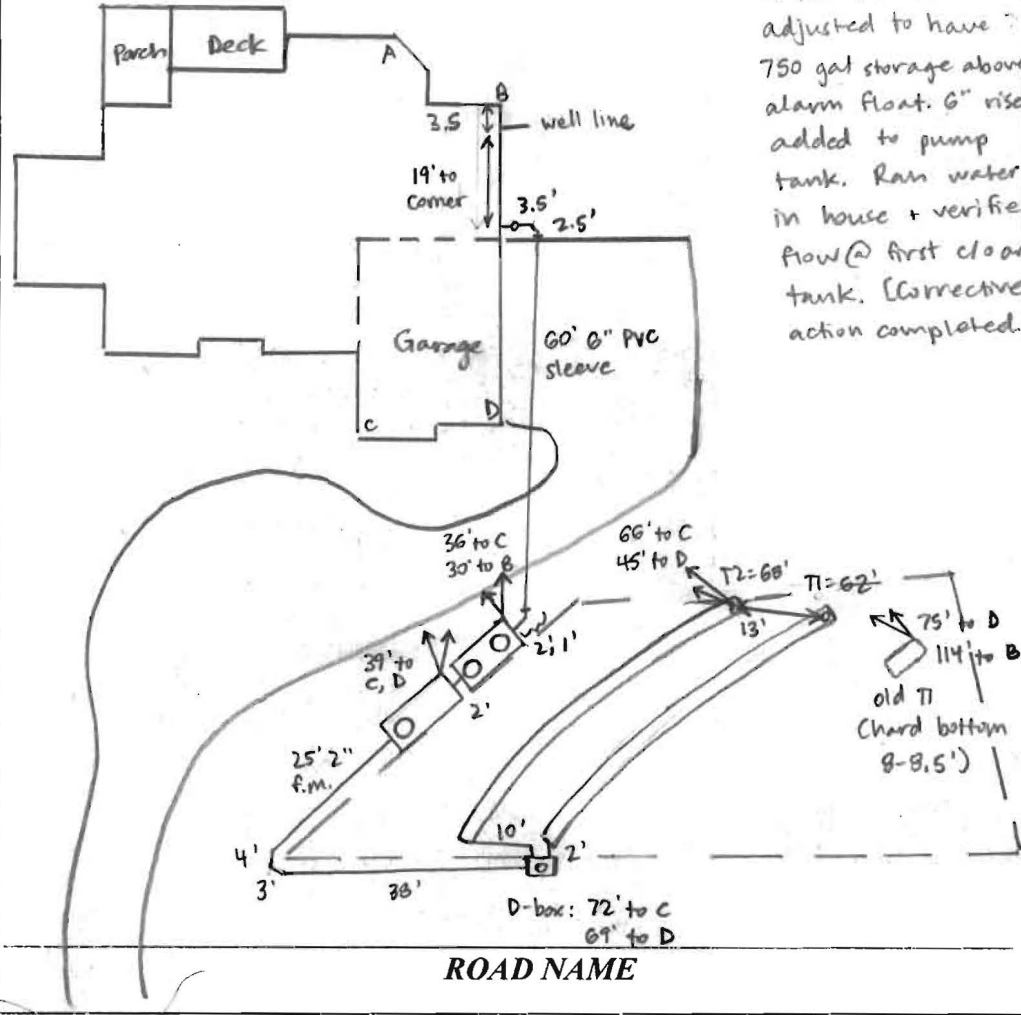 adjusted to have
750 gal storage above
alarm float. 6" rise
added to pump
tank. Ran water
in house + verifie
flow @ first cloa
tank. [Corrective
action completed.
Porch
Deck
A
B
3.5
well line
19' to
corner
3.5'
2.5'
Garage
60' 6" PVC
sleeve
C
D
36' to C
30' to B
66' to C
45' to D
T2=68'
T1=62'
13'
2', 1'
75' to D
114' to B
old T1
(hard bottom
8-8.5')
39' to
C, D
2'
25' 2"
f.m.
10'
4'
3'
38'
2'
D-box: 72' to C
69' to D
ROAD NAME